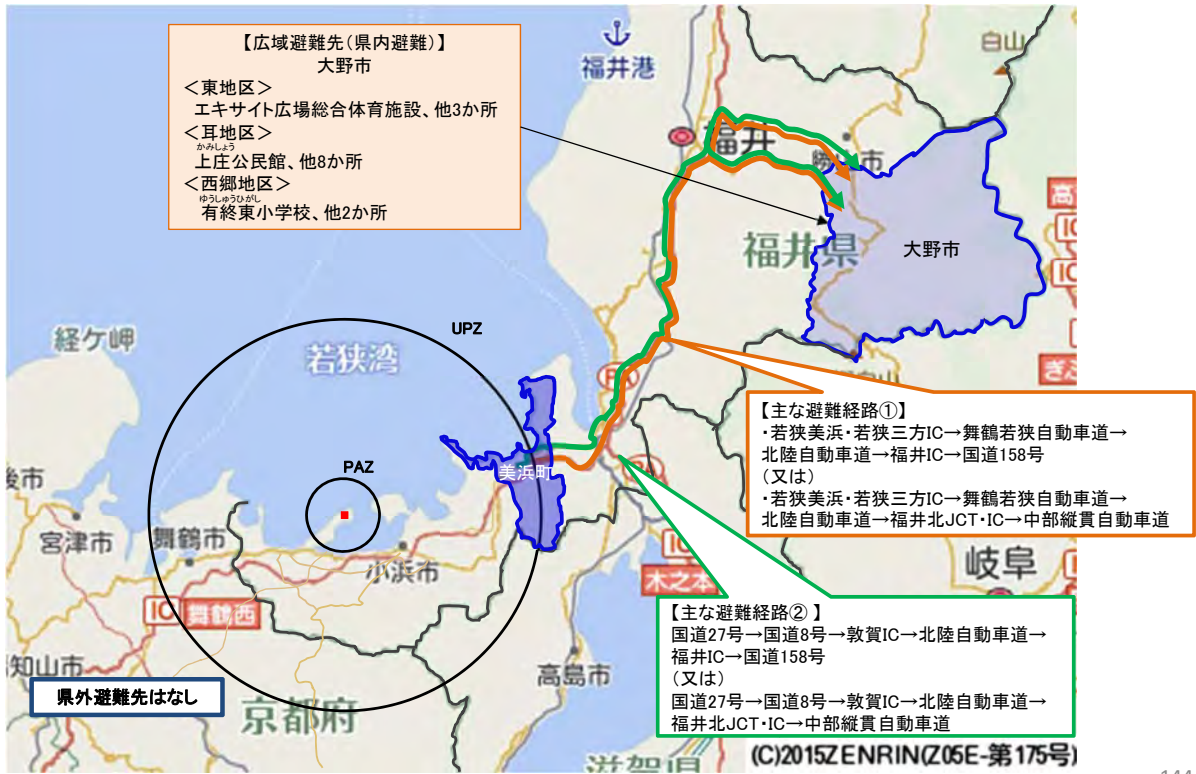 【広域避難先(県内避難)】
大野市
＜東地区＞
エキサイト広場総合体育施設、他3か所
＜耳地区＞
かみしょう
上庄公民館、他8か所
＜西郷地区＞
ゆうしゅうひがし
有終東小学校、他2か所
福井港
白山
福井
勝山市
福井県
大野市
UPZ
経ケ岬
若狭湾
PAZ
美浜町
【主な避難経路①】
・若狭美浜・若狭三方IC→舞鶴若狭自動車道→
北陸自動車道→福井IC→国道158号
(又は)
・若狭美浜・若狭三方IC→舞鶴若狭自動車道→
北陸自動車道→福井北JCT・IC→中部縦貫自動車道
宮津市
舞鶴市
小浜市
IC
木之本
岐阜
IC
舞鶴西
【主な避難経路② 】
国道27号→国道8号→敦賀IC→北陸自動車道→
福井IC→国道158号
(又は)
国道27号→国道8号→敦賀IC→北陸自動車道→
福井北JCT・IC→中部縦貫自動車道
知山市
高島市
県外避難先はなし
京都府
滋賀県
(C)2015ZENRIN(Z05E-第175号)